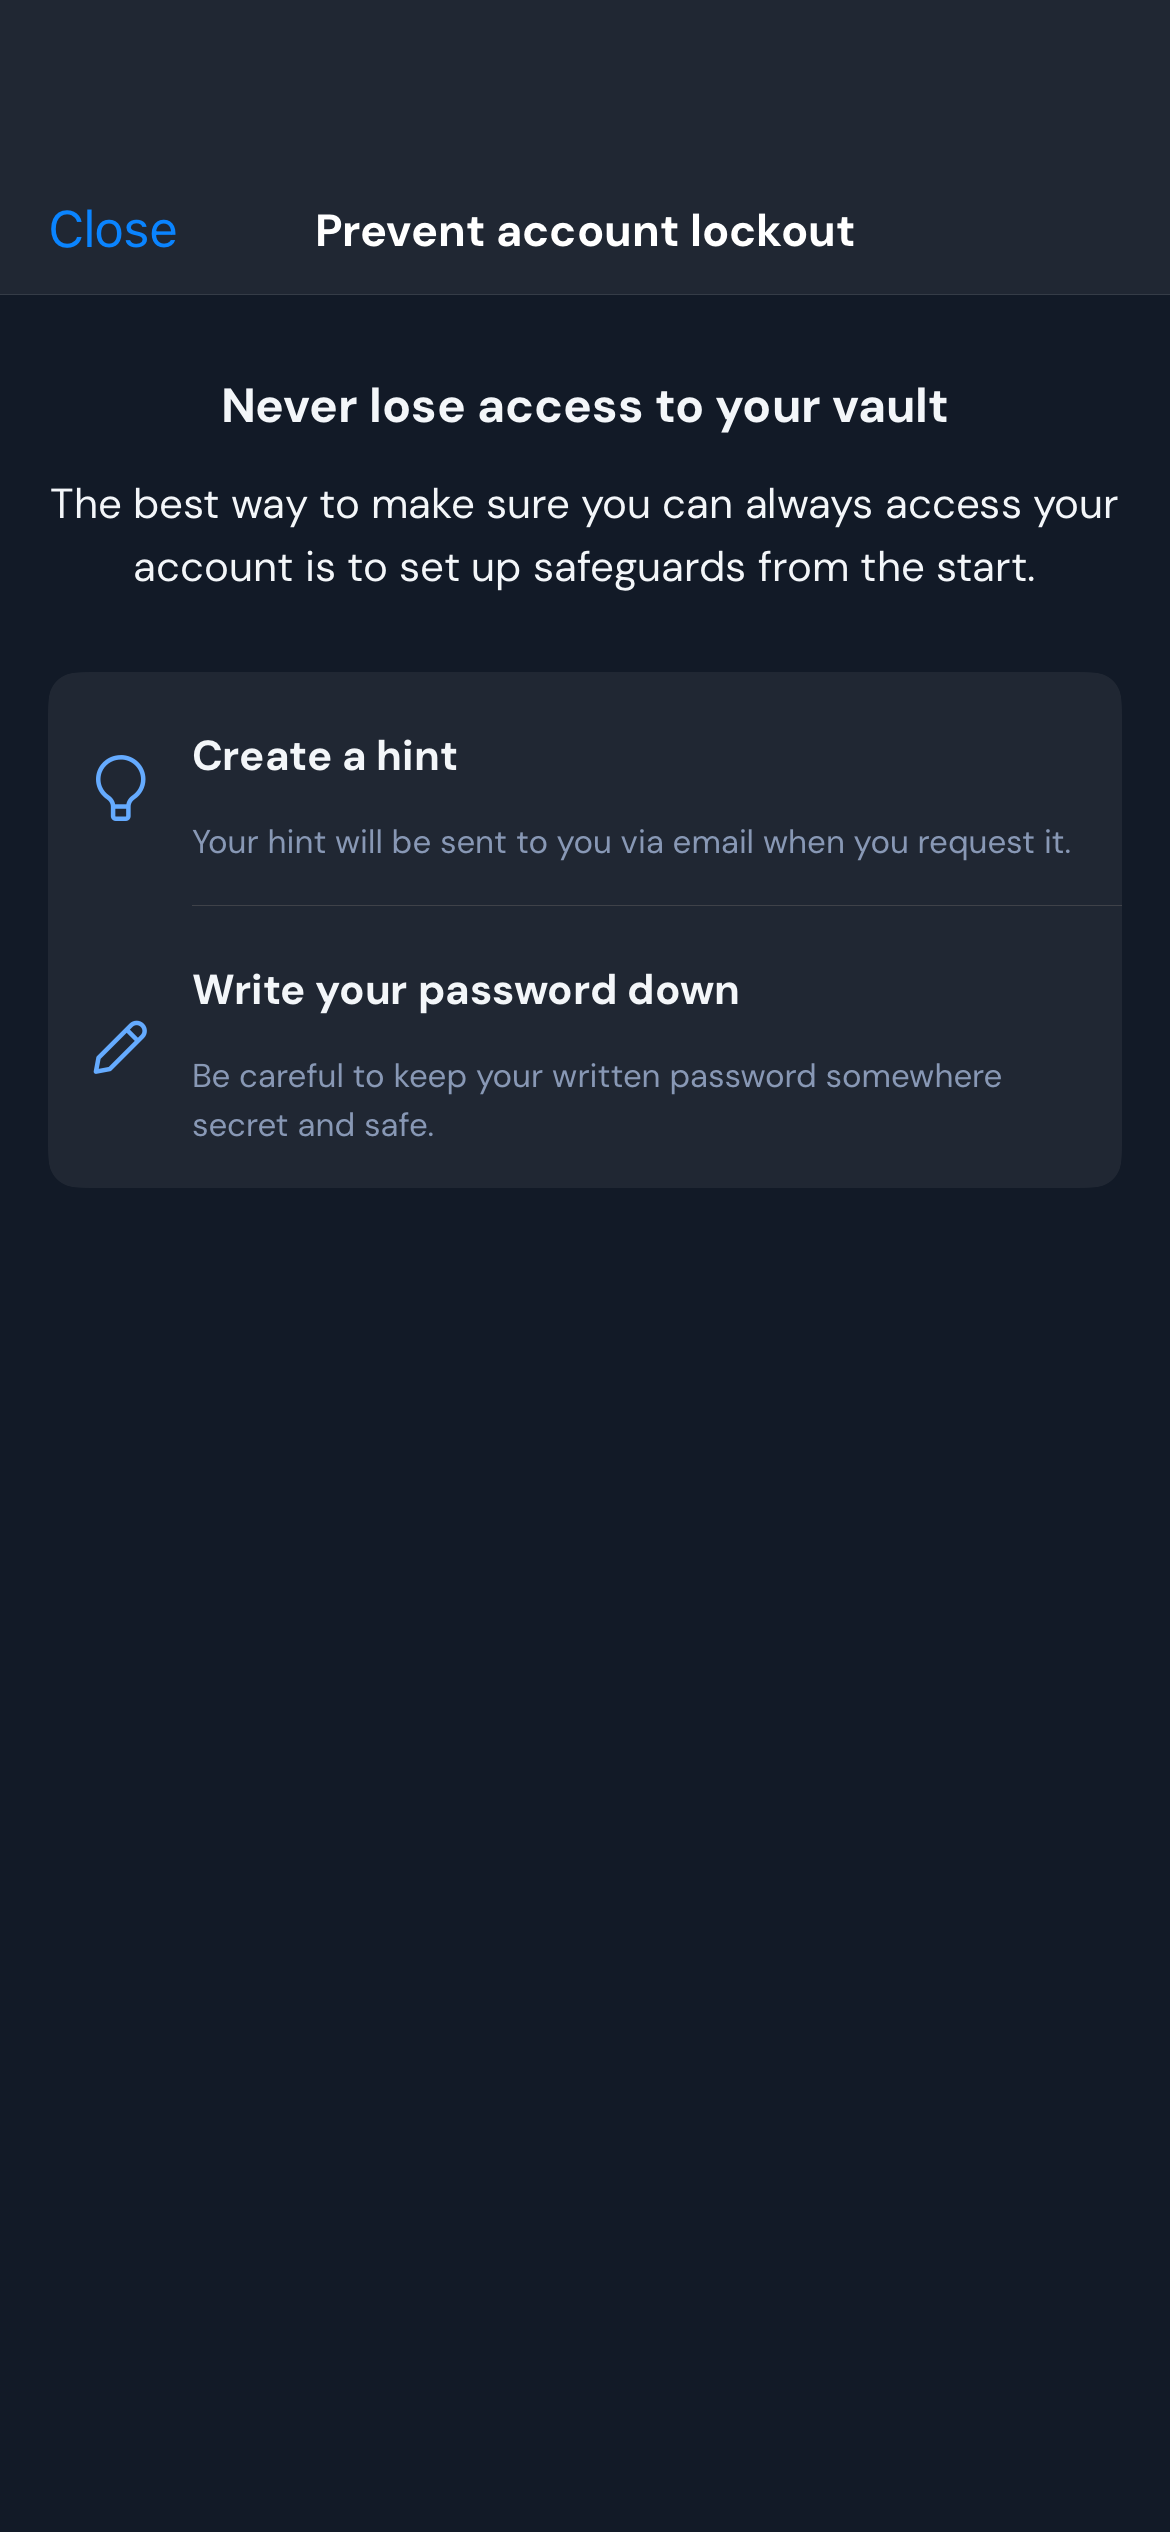 Close
Prevent account lockout
Never lose access to your vault
The best way to make sure you can always access your
account is to set up safeguards from the start.
Create a hint
Your hint will be sent to you via email when you request it.
Write your password down
Be careful to keep your written password somewhere
secret and safe.